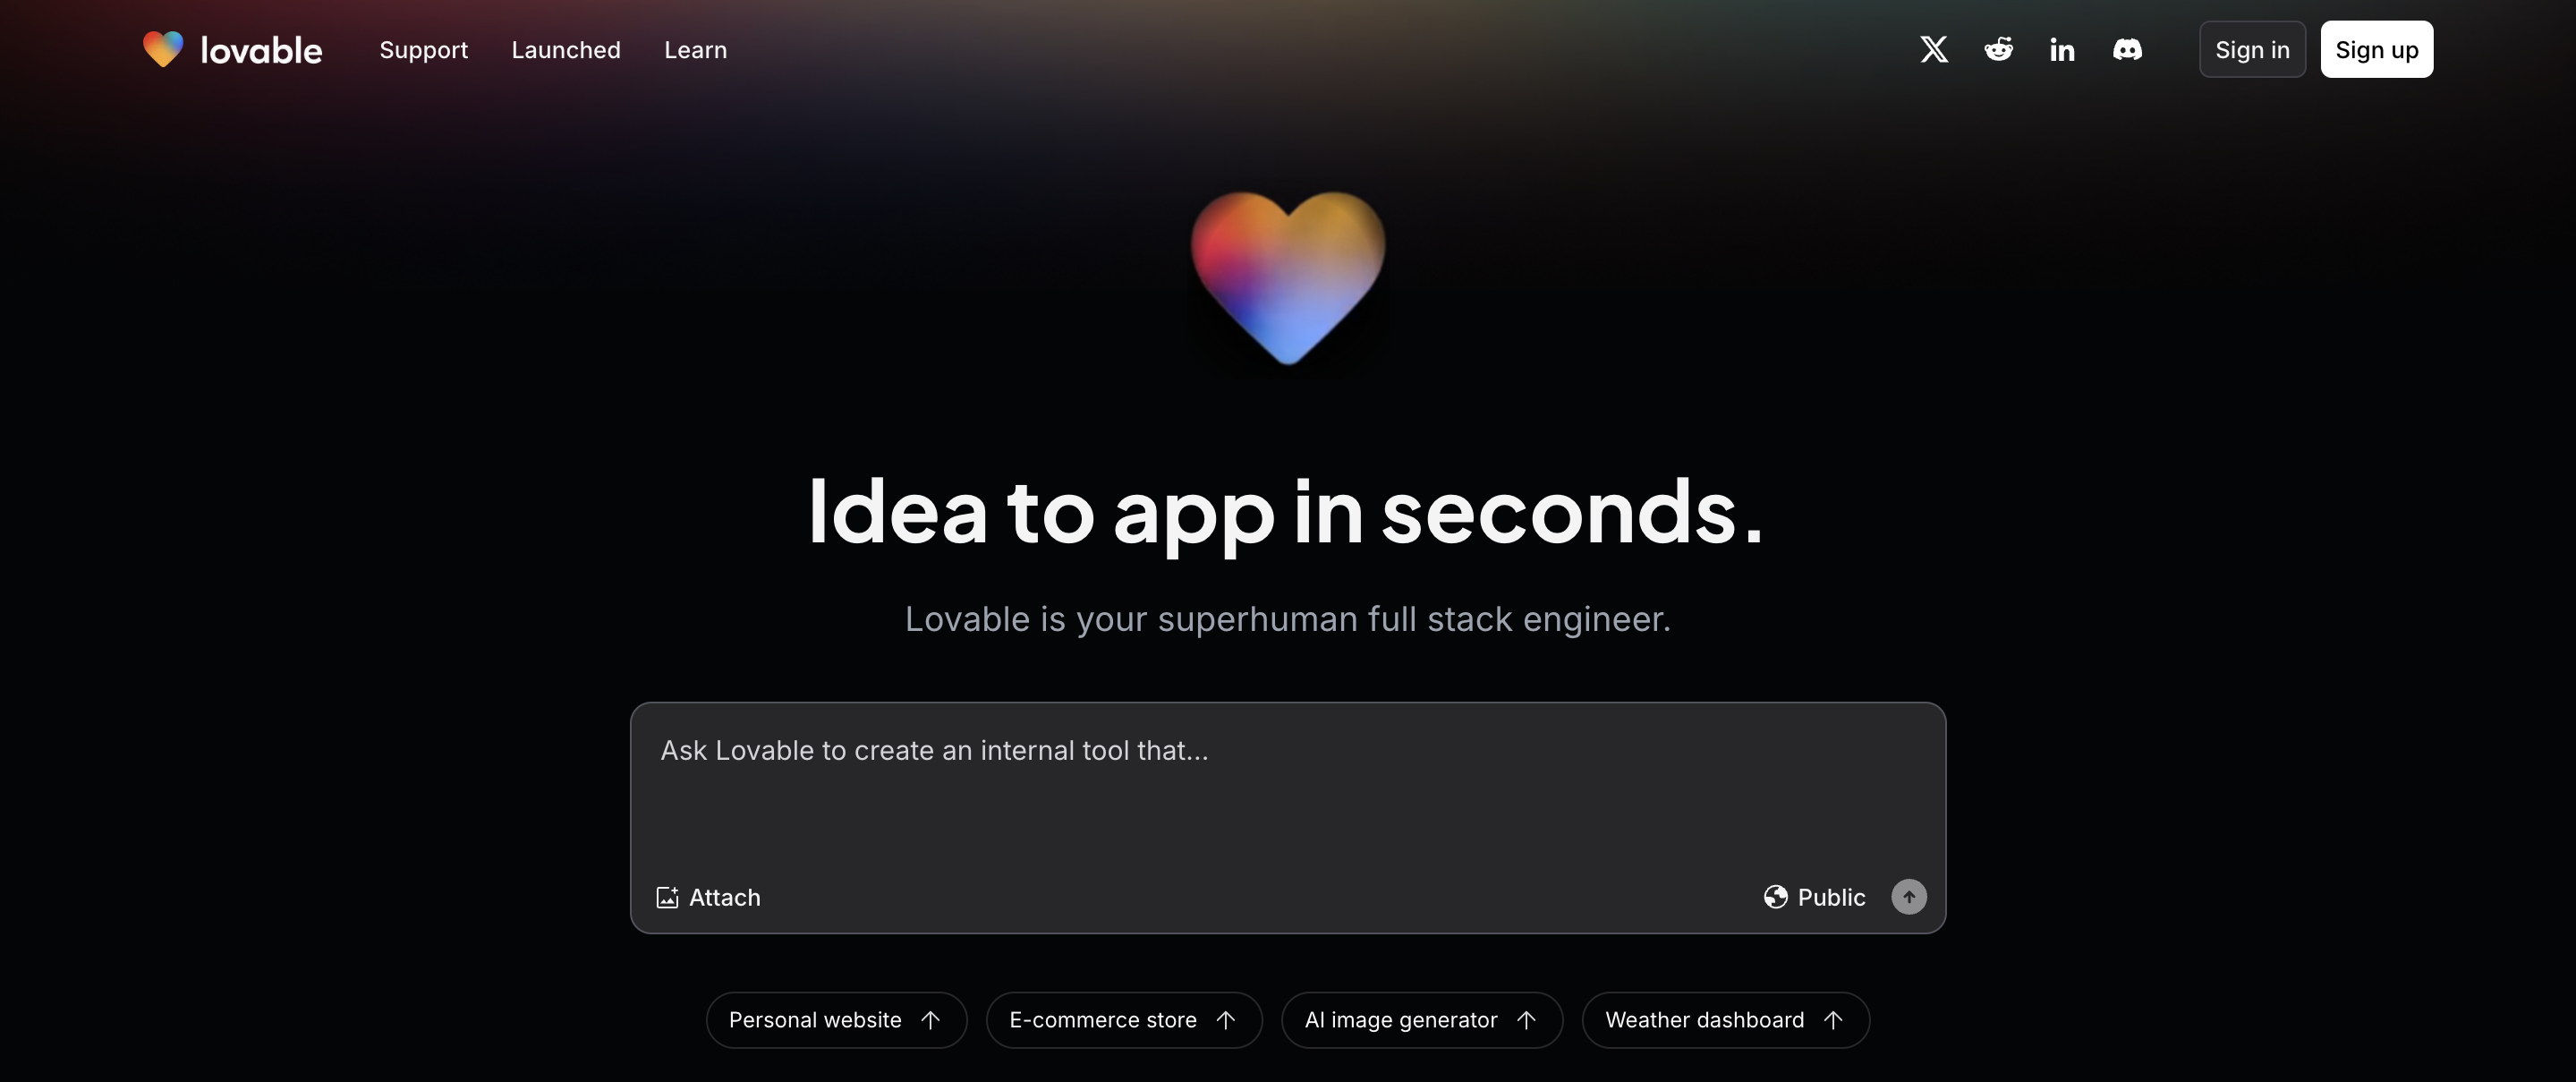 lovable Support Launched Learn in Sign in Sign up
Idea to app in seconds.
Lovable is your superhuman full stack engineer.
Ask Lovable to create an internal tool that...
Attach Public
Personal website E-commerce store AI image generator Weather dashboard